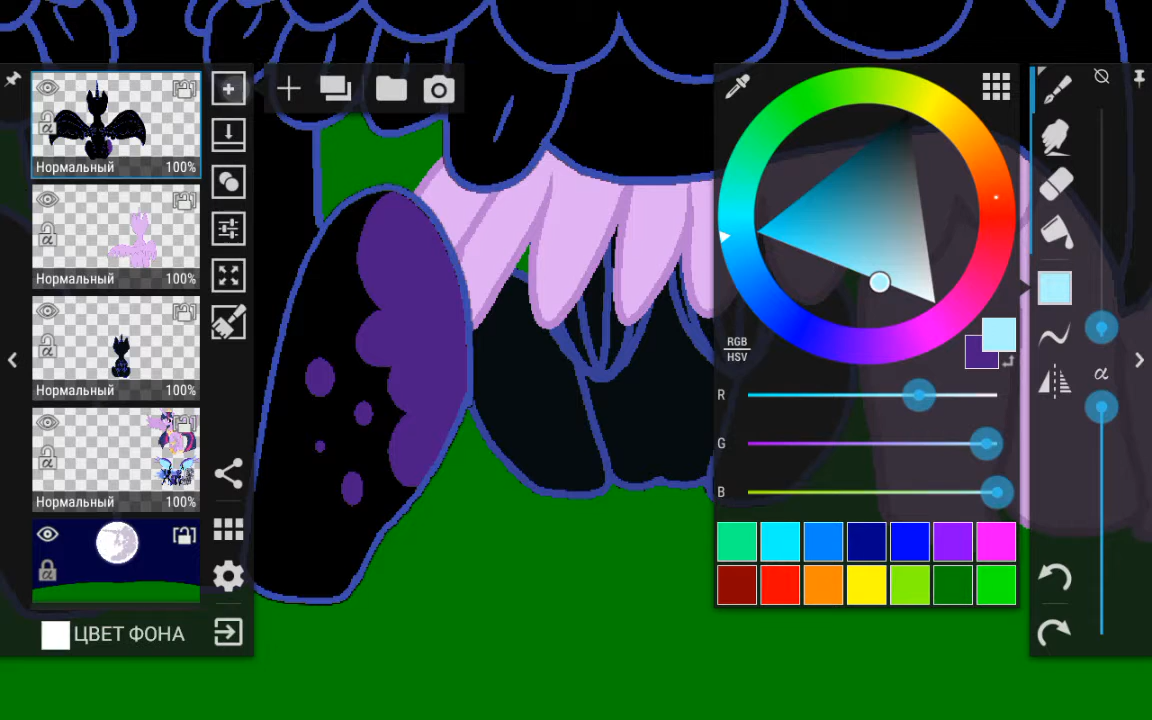 Нормальный 100%
Нормальный 100%
Нормальный 100%
Нормальный 100%
ЦВЕТ ФОНА
RGB
HSV
R
G
B
α